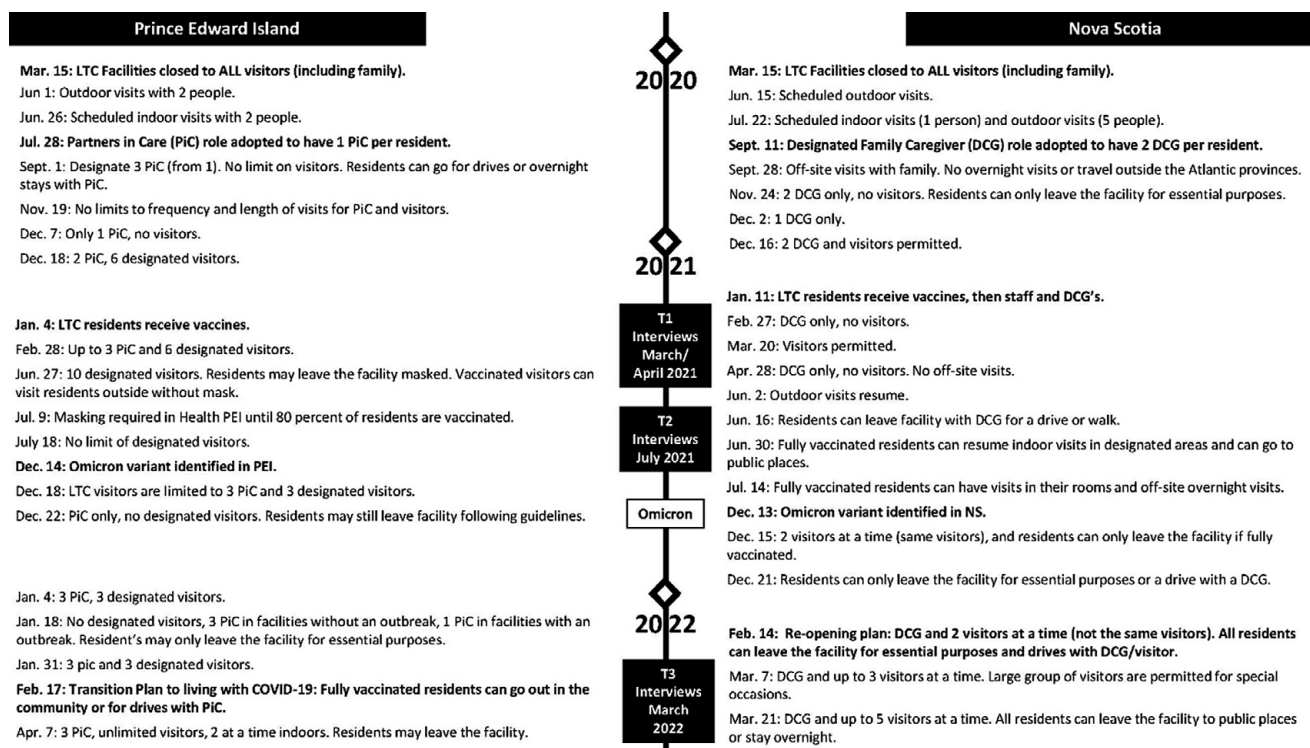 Prince Edward Island
Mar. 15: LTC Facilities closed to ALL visitors (including family).
Jun 1: Outdoor visits with 2 people.
Jun. 26: Scheduled indoor visits with 2 people.
Jul. 28: Partners in Care (PiC) role adopted to have 1 PiC per resident.
Sept. 1: Designate 3 PiC (from 1). No limit on visitors. Residents can go for drives or overnight
stays with PiC.
Nov. 19: No limits to frequency and length of visits for PiC and visitors.
Dec. 7: Only 1 PiC, no visitors.
Dec. 18: 2 PiC, 6 designated visitors.
Jan. 4: LTC residents receive vaccines.
Feb. 28: Up to 3 PiC and 6 designated visitors.
Jun. 27: 10 designated visitors. Residents may leave the facility masked. Vaccinated visitors can
visit residents outside without mask.
Jul. 9: Masking required in Health PEI until 80 percent of residents are vaccinated.
July 18: No limit of designated visitors.
Dec. 14: Omicron variant identified in PEI.
Dec. 18: LTC visitors are limited to 3 PiC and 3 designated visitors.
Dec. 22: PiC only, no designated visitors. Residents may still leave facility following guidelines.
Jan. 4: 3 PiC, 3 designated visitors.
Jan. 18: No designated visitors, 3 PiC in facilities without an outbreak, 1 PiC in facilities with an
outbreak. Resident's may only leave the facility for essential purposes.
Jan. 31: 3 pic and 3 designated visitors.
Feb. 17: Transition Plan to living with COVID-19: Fully vaccinated residents can go out in the
community or for drives with PiC.
Apr. 7: 3 PiC, unlimited visitors, 2 at a time indoors. Residents may leave the facility.
2020
2021
T1
Interviews
March/
April 2021
T2
Interviews
July 2021
Omicron
2022
T3
Interviews
March
2022
Nova Scotia
Mar. 15: LTC Facilities closed to ALL visitors (including family).
Jun. 15: Scheduled outdoor visits.
Jul. 22: Scheduled indoor visits (1 person) and outdoor visits (5 people).
Sept. 11: Designated Family Caregiver (DCG) role adopted to have 2 DCG per resident.
Sept. 28: Off-site visits with family. No overnight visits or travel outside the Atlantic provinces.
Nov. 24: 2 DCG only, no visitors. Residents can only leave the facility for essential purposes.
Dec. 2: 1 DCG only.
Dec. 16: 2 DCG and visitors permitted.
Jan. 11: LTC residents receive vaccines, then staff and DCG's.
Feb. 27: DCG only, no visitors.
Mar. 20: Visitors permitted.
Apr. 28: DCG only, no visitors. No off-site visits.
Jun. 2: Outdoor visits resume.
Jun. 16: Residents can leave facility with DCG for a drive or walk.
Jun. 30: Fully vaccinated residents can resume indoor visits in designated areas and can go to
public places.
Jul. 14: Fully vaccinated residents can have visits in their rooms and off-site overnight visits.
Dec. 13: Omicron variant identified in NS.
Dec. 15: 2 visitors at a time (same visitors), and residents can only leave the facility if fully
vaccinated.
Dec. 21: Residents can only leave the facility for essential purposes or a drive with a DCG.
Feb. 14: Re-opening plan: DCG and 2 visitors at a time (not the same visitors). All residents
can leave the facility for essential purposes and drives with DCG/visitor.
Mar. 7: DCG and up to 3 visitors at a time. Large group of visitors are permitted for special
occasions.
Mar. 21: DCG and up to 5 visitors at a time. All residents can leave the facility to public places
or stay overnight.